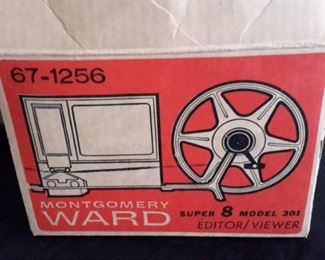 67-1256
MONTGOMERY
WARD
SUPER 8 MODEL 301
EDITOR/VIEWER